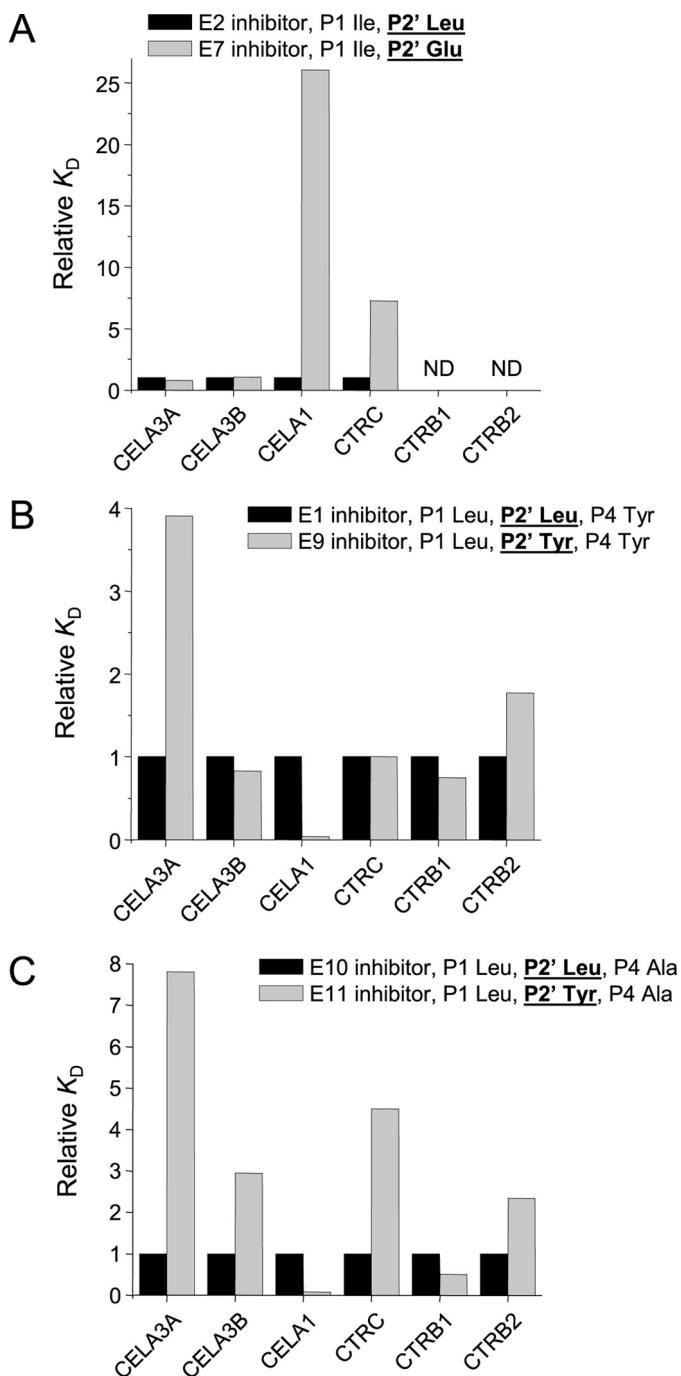 A
E2 inhibitor, P1 Ile, P2' Leu
E7 inhibitor, P1 Ile, P2' Glu
Relative KD
25
20
15
10
5
0
ND ND
CELA3A CELA3B CELA1 CTRC CTRB1 CTRB2
B
E1 inhibitor, P1 Leu, P2' Leu, P4 Tyr
E9 inhibitor, P1 Leu, P2' Tyr, P4 Tyr
Relative KD
4
3
2
1
0
CELA3A CELA3B CELA1 CTRC CTRB1 CTRB2
C
E10 inhibitor, P1 Leu, P2' Leu, P4 Ala
E11 inhibitor, P1 Leu, P2' Tyr, P4 Ala
Relative KD
8
7
6
5
4
3
2
1
0
CELA3A CELA3B CELA1 CTRC CTRB1 CTRB2